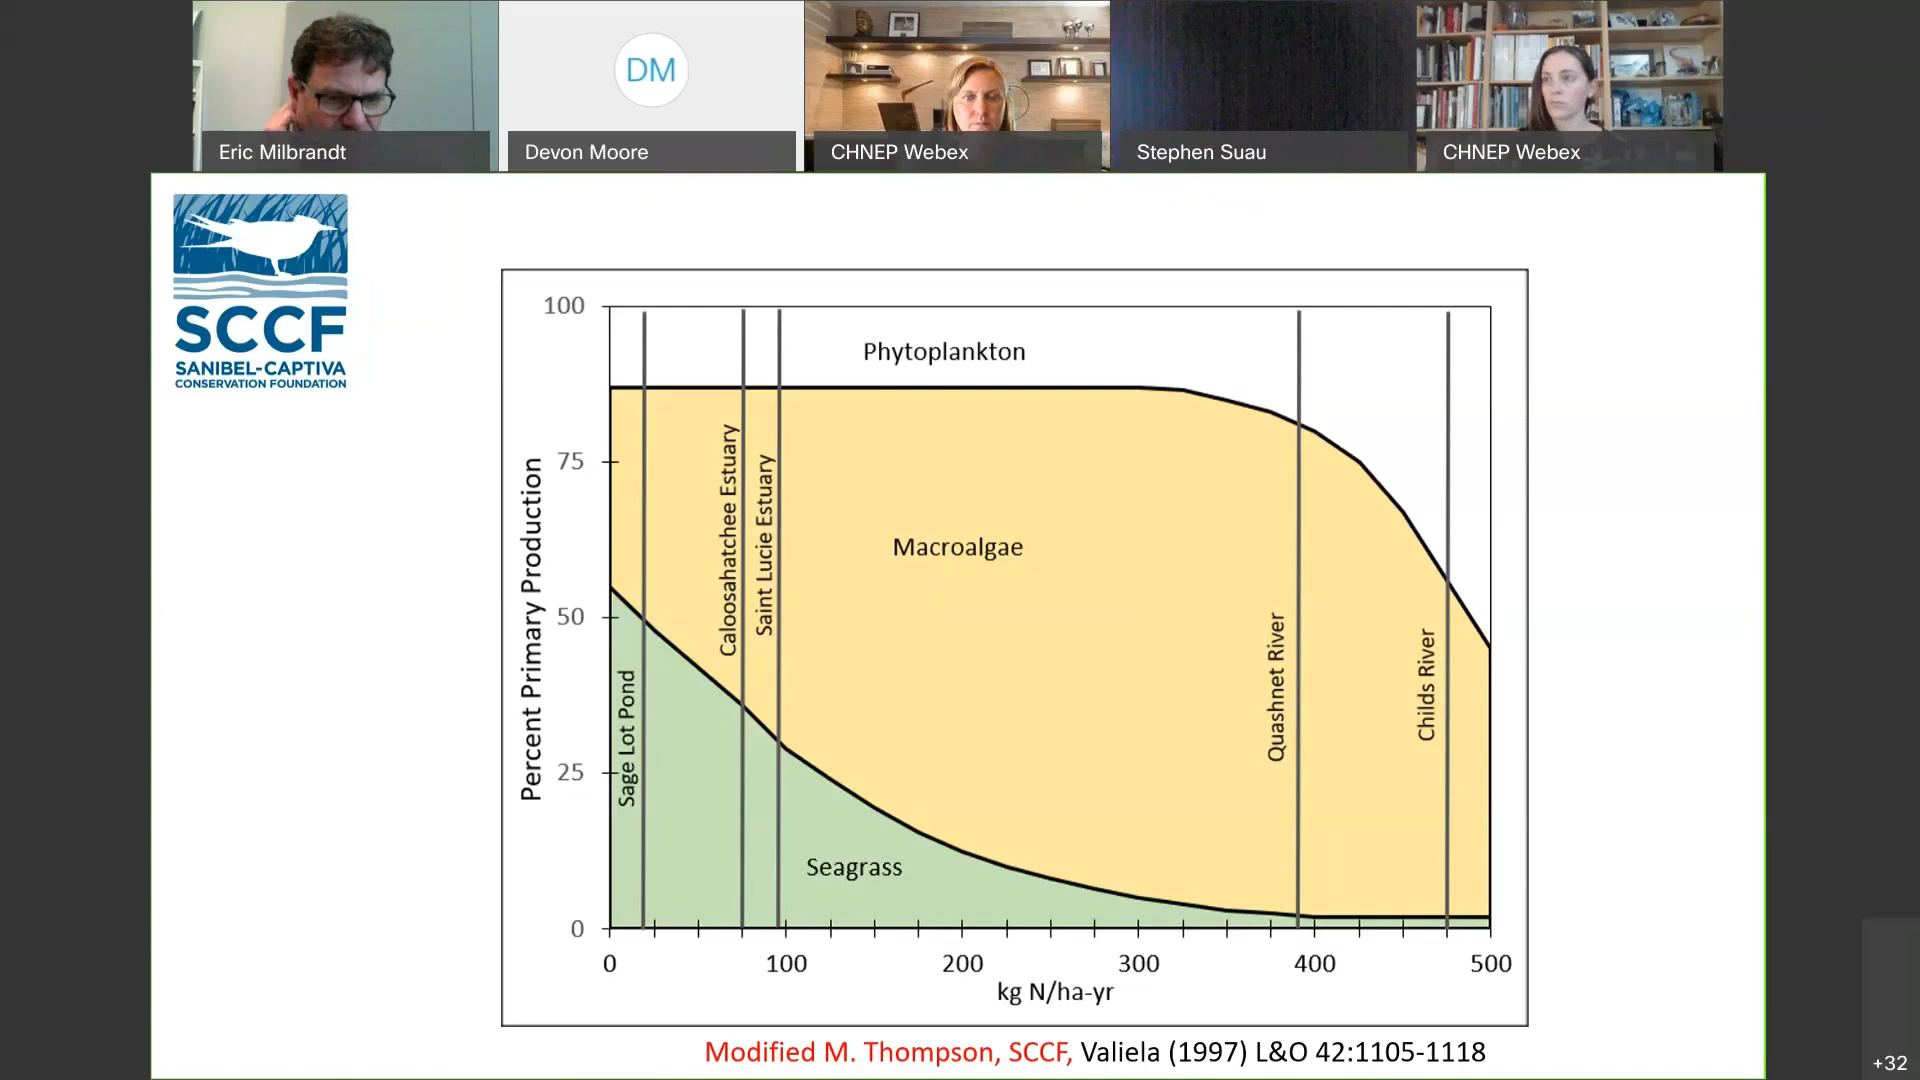 DM
Eric Milbrandt
Devon Moore
CHNEP Webex
Stephen Suau
CHNEP Webex
SCCF
SANIBEL-CAPTIVA
CONSERVATION FOUNDATION
100
75
50
25
0
Percent Primary Production
Phytoplankton
Macroalgae
Seagrass
Sage Lot Pond
Caloosahatchee Estuary
Saint Lucie Estuary
Quashnet River
Childs River
0 100 200 300 400 500
kg N/ha-yr
Modified M. Thompson, SCCF, Valiela (1997) L&O 42:1105-1118
+32